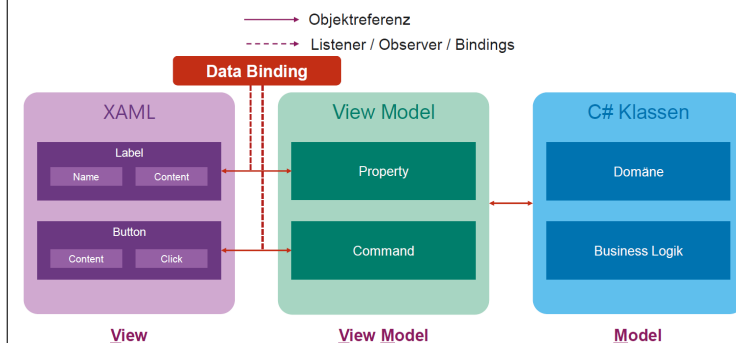 Objektreferenz
Listener / Observer / Bindings
Data Binding
XAML
View Model
C# Klassen
Label
Name
Content
Property
Domäne
Button
Content
Click
Command
Business Logik
View
View Model
Model